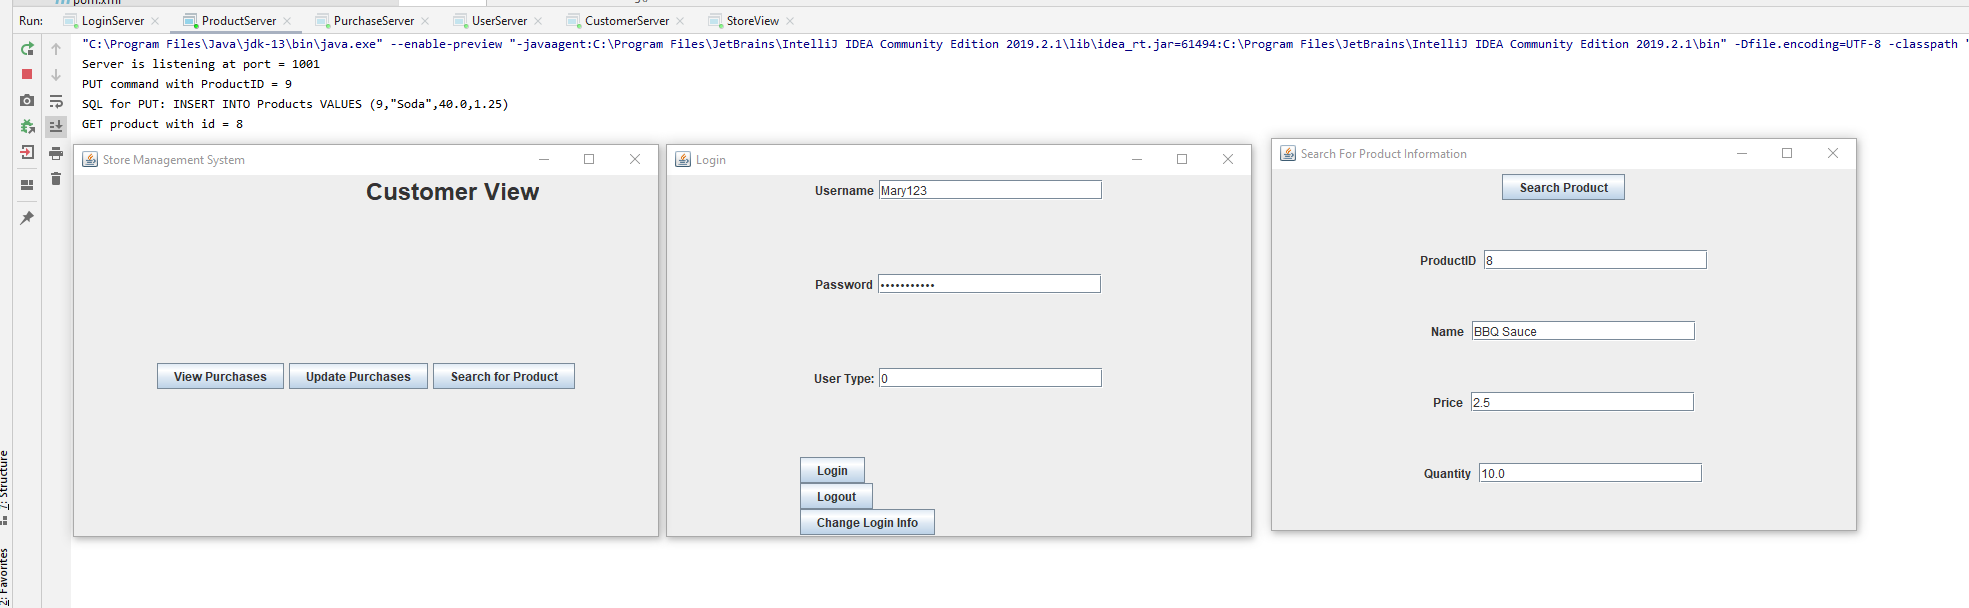 pom.xml
Run: LoginServer ProductServer PurchaseServer UserServer CustomerServer StoreView
"C:\Program Files\Java\jdk-13\bin\java.exe" --enable-preview "-javaagent:C:\Program Files\JetBrains\IntelliJ IDEA Community Edition 2019.2.1\lib\idea_rt.jar=61494:C:\Program Files\JetBrains\IntelliJ IDEA Community Edition 2019.2.1\bin" -Dfile.encoding=UTF-8 -classpath "
Server is listening at port = 1001
PUT command with ProductID = 9
SQL for PUT: INSERT INTO Products VALUES (9,"Soda",40.0,1.25)
GET product with id = 8
Store Management System
Customer View
View Purchases Update Purchases Search for Product
Login
Username Mary123
Password •••••••••••
User Type: 0
Login
Logout
Change Login Info
Search For Product Information
Search Product
ProductID 8
Name BBQ Sauce
Price 2.5
Quantity 10.0
7: Structure
2: Favorites